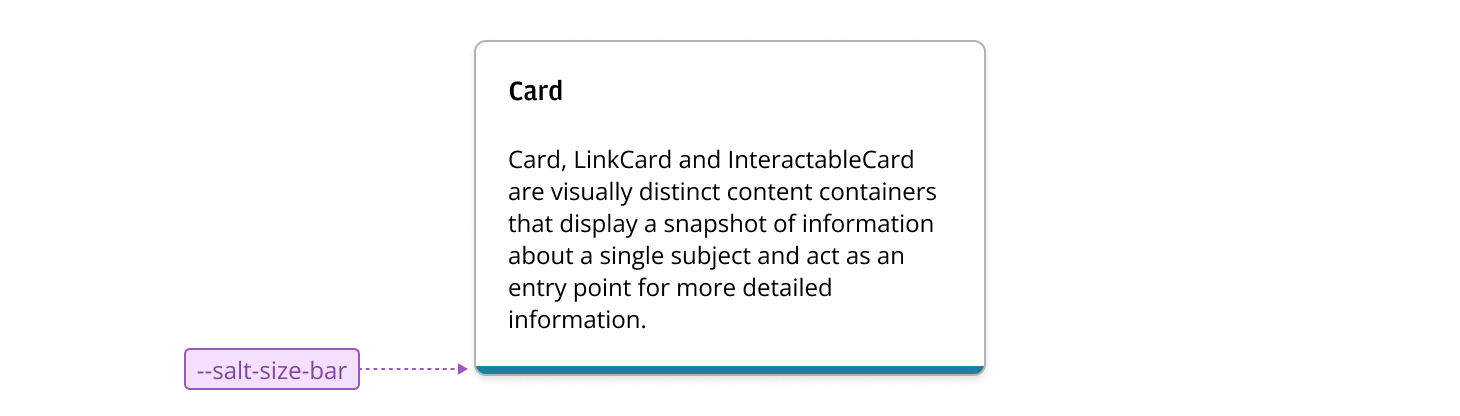 Card
Card, LinkCard and InteractableCard
are visually distinct content containers
that display a snapshot of information
about a single subject and act as an
entry point for more detailed
information.
--salt-size-bar